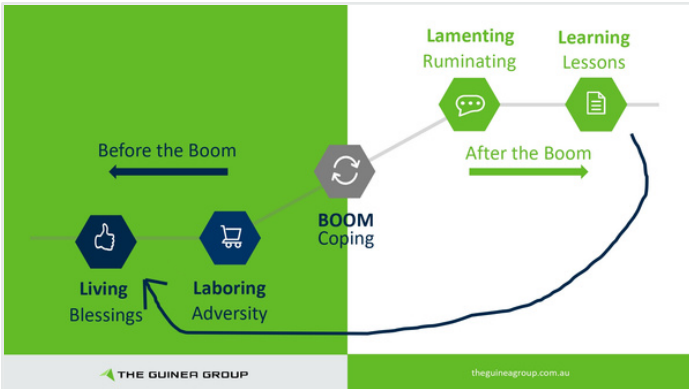 Lamenting
Ruminating
Learning
Lessons
Before the Boom
After the Boom
BOOM
Coping
Living
Blessings
Laboring
Adversity
THE GUINEA GROUP
theguineagroup.com.au